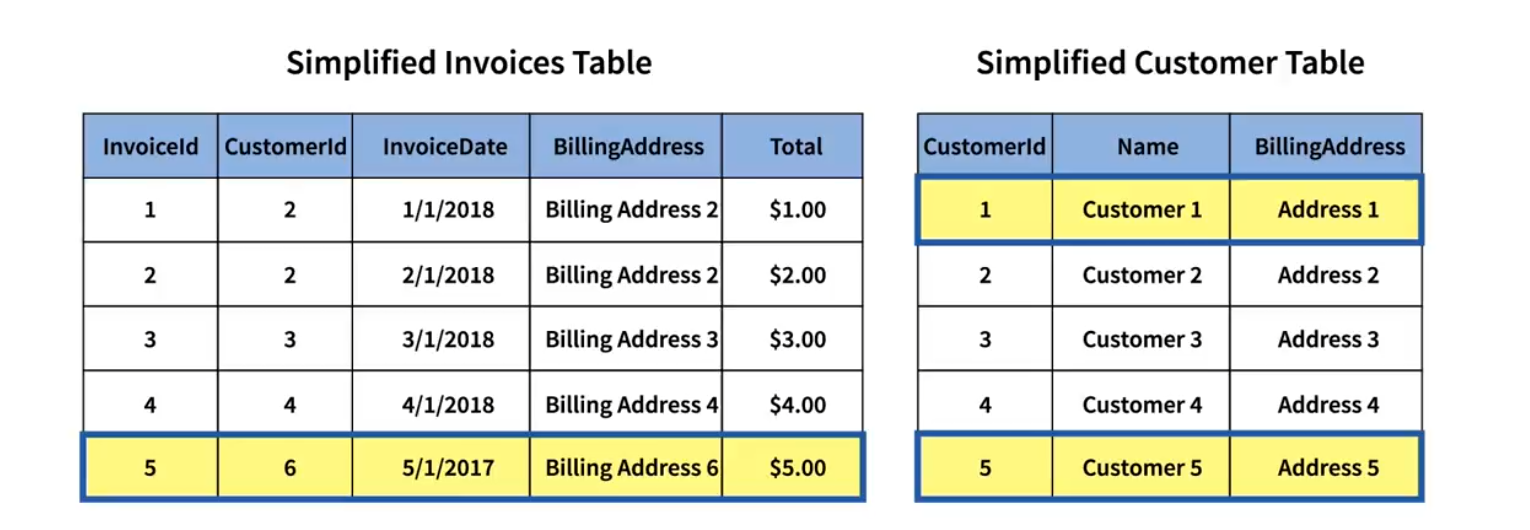 Simplified Invoices Table
InvoiceId CustomerId InvoiceDate BillingAddress Total
1 2 1/1/2018 Billing Address 2 $1.00
2 2 2/1/2018 Billing Address 2 $2.00
3 3 3/1/2018 Billing Address 3 $3.00
4 4 4/1/2018 Billing Address 4 $4.00
5 6 5/1/2017 Billing Address 6 $5.00
Simplified Customer Table
CustomerId Name BillingAddress
1 Customer 1 Address 1
2 Customer 2 Address 2
3 Customer 3 Address 3
4 Customer 4 Address 4
5 Customer 5 Address 5